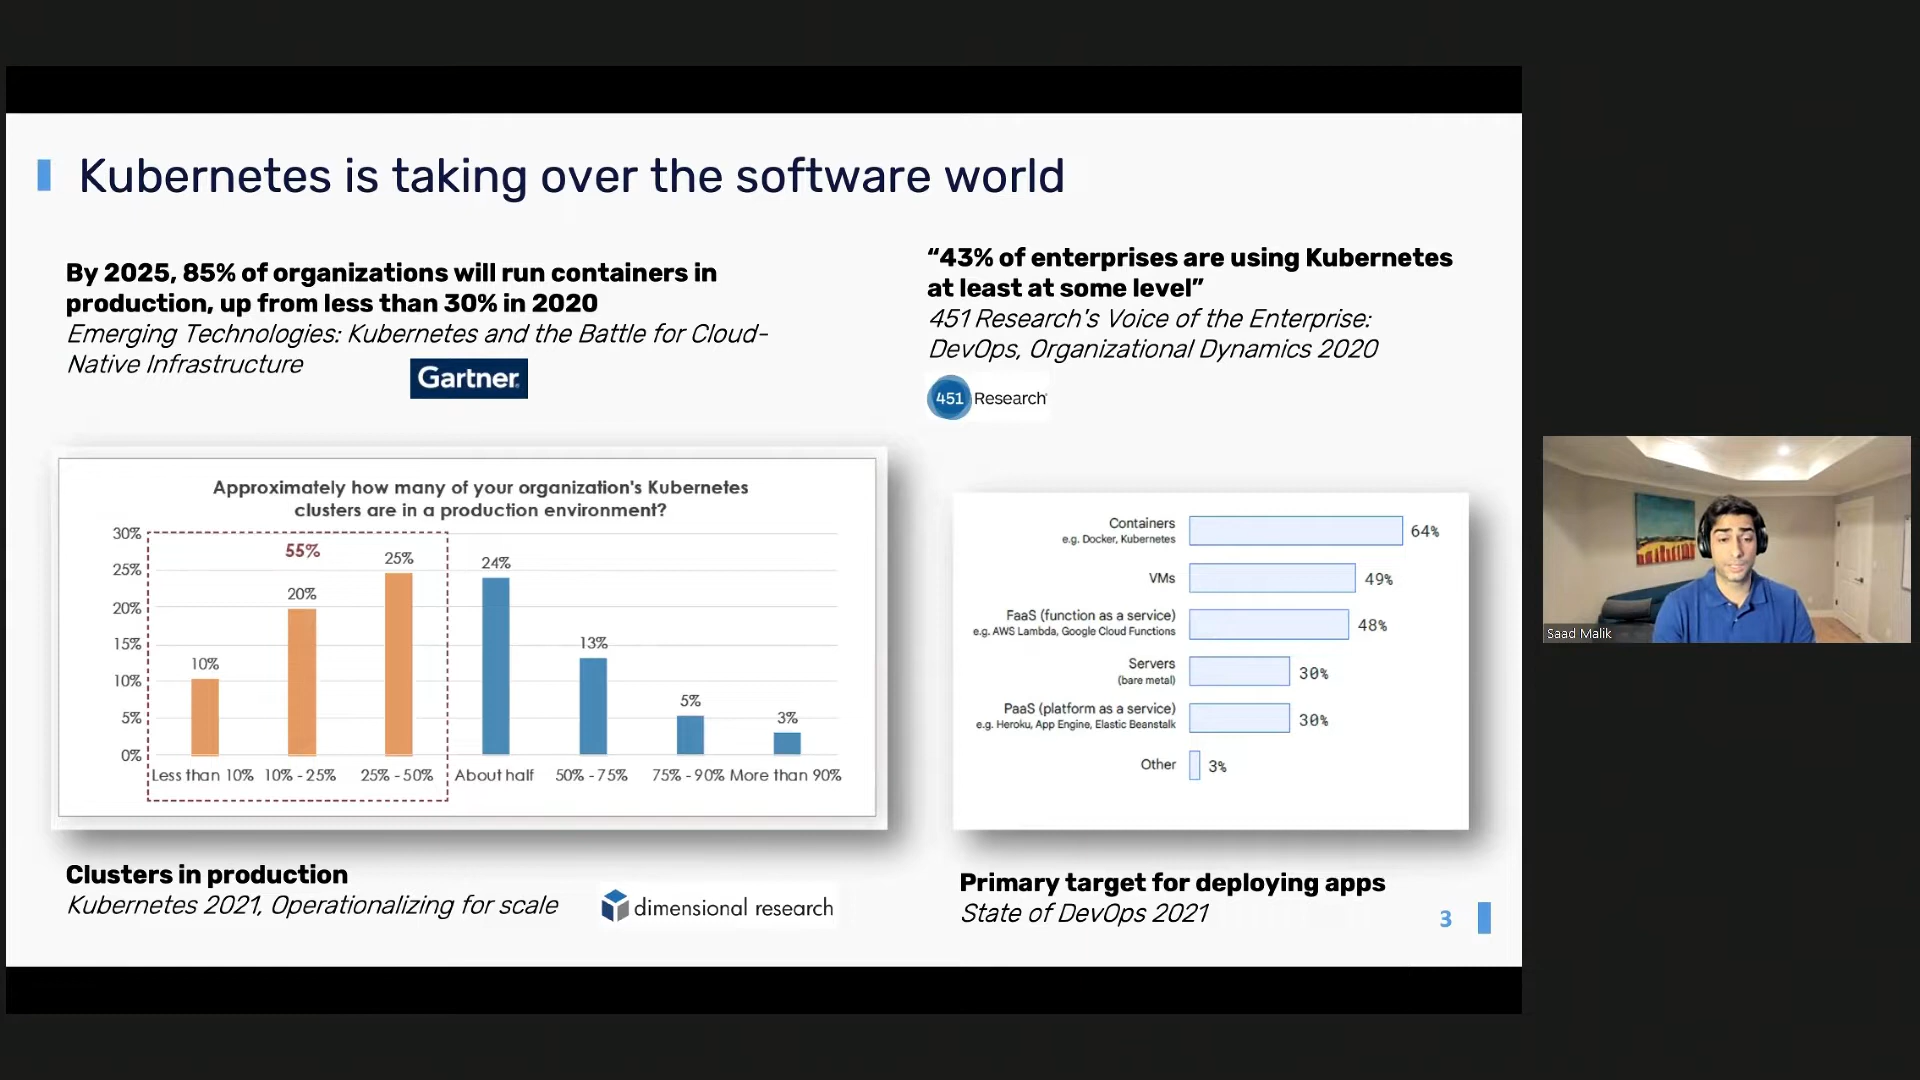 Kubernetes is taking over the software world
By 2025, 85% of organizations will run containers in
production, up from less than 30% in 2020
Emerging Technologies: Kubernetes and the Battle for Cloud-
Native Infrastructure
Gartner
“43% of enterprises are using Kubernetes
at least at some level”
451 Research's Voice of the Enterprise:
DevOps, Organizational Dynamics 2020
451 Research
Approximately how many of your organization's Kubernetes
clusters are in a production environment?
30%
25%
20%
15%
10%
5%
0%
55%
10%
20%
25%
24%
13%
5%
3%
Less than 10%
10% - 25%
25% - 50%
About half
50% - 75%
75% - 90%
More than 90%
Clusters in production
Kubernetes 2021, Operationalizing for scale
dimensional research
Containers
e.g. Docker, Kubernetes
64%
VMs
49%
FaaS (function as a service)
e.g. AWS Lambda, Google Cloud Functions
48%
Servers
(bare metal)
30%
PaaS (platform as a service)
e.g. Heroku, App Engine, Elastic Beanstalk
30%
Other
3%
Primary target for deploying apps
State of DevOps 2021
3
Saad Malik